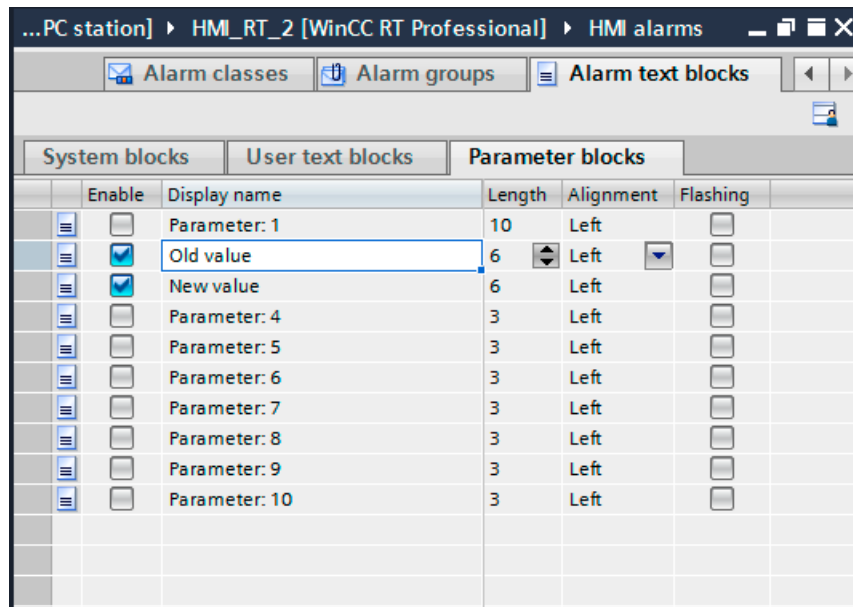 ...PC station] ▸ HMI_RT_2 [WinCC RT Professional] ▸ HMI alarms
Alarm classes Alarm groups Alarm text blocks
System blocks User text blocks Parameter blocks
Enable Display name Length Alignment Flashing
Parameter: 1 10 Left
Old value 6 Left
New value 6 Left
Parameter: 4 3 Left
Parameter: 5 3 Left
Parameter: 6 3 Left
Parameter: 7 3 Left
Parameter: 8 3 Left
Parameter: 9 3 Left
Parameter: 10 3 Left